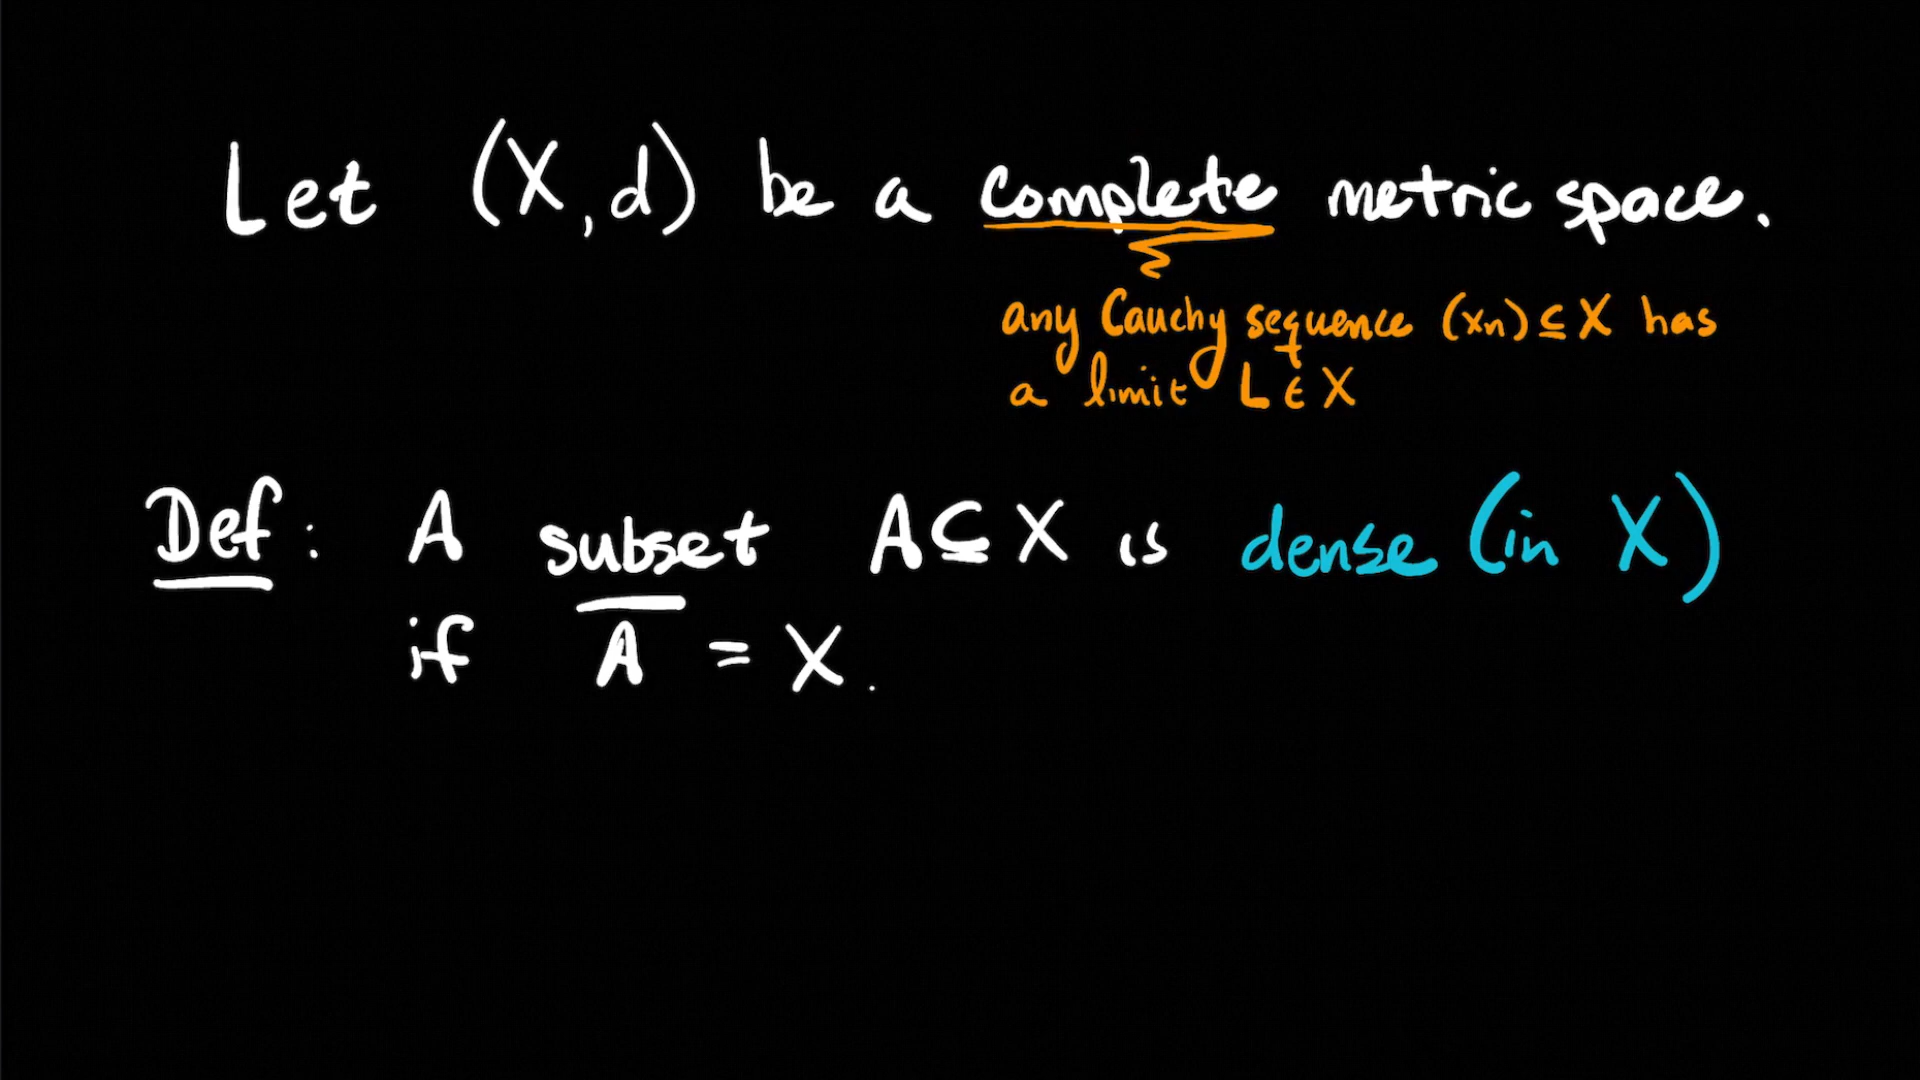 Let (X,d) be a complete metric space.
any Cauchy sequence (xn) ⊆ X has
a limit L ∈ X
Def: A subset A ⊆ X is dense (in X)
if A̅ = X.